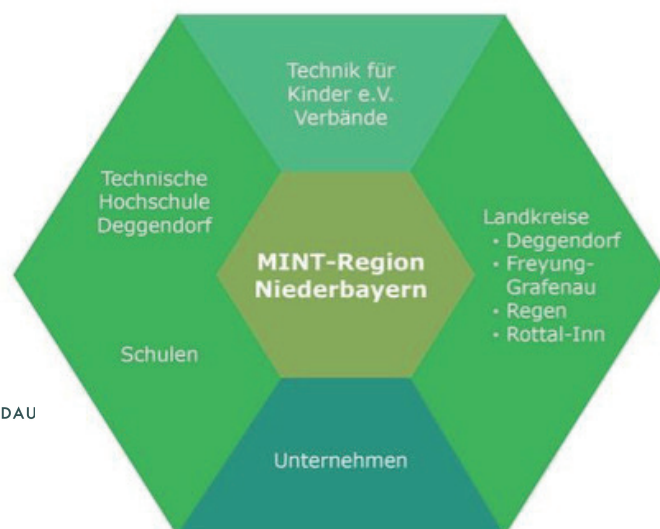 Technik für
Kinder e.V.
Verbände
Technische
Hochschule
Deggendorf
Landkreise
• Deggendorf
• Freyung-
Grafenau
• Regen
• Rottal-Inn
MINT-Region
Niederbayern
Schulen
DAU
Unternehmen